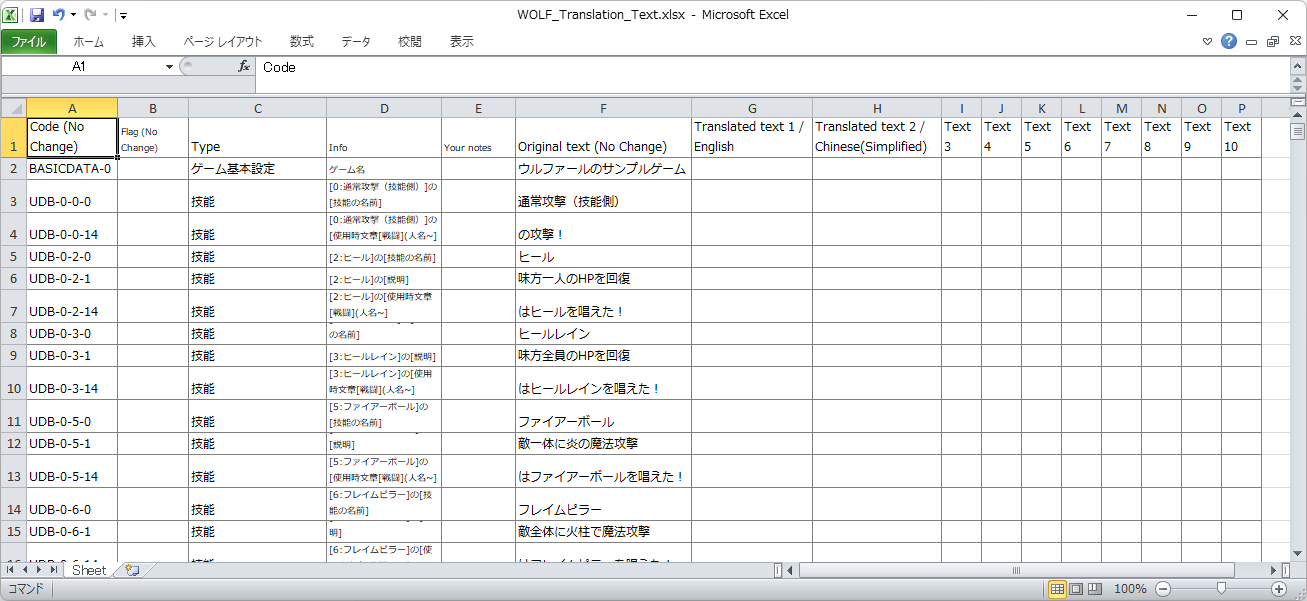 WOLF_Translation_Text.xlsx - Microsoft Excel
ファイル ホーム 挿入 ページ レイアウト 数式 データ 校閲 表示
A1 fx Code
A B C D E F G H I J K L M N O P
1 Code (No Change) Flag (No Change) Type Info Your notes Original text (No Change) Translated text 1 / English Translated text 2 / Chinese(Simplified) Text 3 Text 4 Text 5 Text 6 Text 7 Text 8 Text 9 Text 10
2 BASICDATA-0 ゲーム基本設定 ゲーム名 ウルファールのサンプルゲーム
3 UDB-0-0-0 技能 [0:通常攻撃（技能側）]の[技能の名前] 通常攻撃（技能側）
4 UDB-0-0-14 技能 [0:通常攻撃（技能側）]の[使用時文章[戦闘](人名~] の攻撃！
5 UDB-0-2-0 技能 [2:ヒール]の[技能の名前] ヒール
6 UDB-0-2-1 技能 [2:ヒール]の[説明] 味方一人のHPを回復
7 UDB-0-2-14 技能 [2:ヒール]の[使用時文章[戦闘](人名~] はヒールを唱えた！
8 UDB-0-3-0 技能 の名前] ヒールレイン
9 UDB-0-3-1 技能 [3:ヒールレイン]の[説明] 味方全員のHPを回復
10 UDB-0-3-14 技能 [3:ヒールレイン]の[使用時文章[戦闘](人名~] はヒールレインを唱えた！
11 UDB-0-5-0 技能 [5:ファイアーボール]の[技能の名前] ファイアーボール
12 UDB-0-5-1 技能 [説明] 敵一体に炎の魔法攻撃
13 UDB-0-5-14 技能 [5:ファイアーボール]の[使用時文章[戦闘](人名~] はファイアーボールを唱えた！
14 UDB-0-6-0 技能 [6:フレイムピラー]の[技能の名前] フレイムピラー
15 UDB-0-6-1 技能 明] 敵全体に火柱で魔法攻撃
16 UDB-0-6-14 技能 [6:フレイムピラー]の[使 はフレイムピラーを唱えた！
Sheet
コマンド 100%